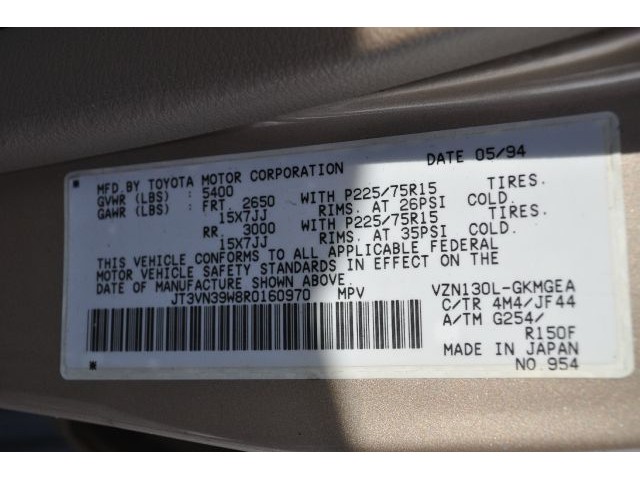 MFD.BY TOYOTA MOTOR CORPORATION DATE 05/94
GVWR (LBS) : 5400
GAWR (LBS) : FRT. 2650 WITH P225/75R15 TIRES.
15X7JJ RIMS. AT 26PSI COLD.
RR. 3000 WITH P225/75R15 TIRES.
15X7JJ RIMS. AT 35PSI COLD.
THIS VEHICLE CONFORMS TO ALL APPLICABLE FEDERAL
MOTOR VEHICLE SAFETY STANDARDS IN EFFECT ON THE
DATE OF MANUFACTURE SHOWN ABOVE.
JT3VN39W8R0160970 MPV VZN130L-GKMGEA
C/TR 4M4/JF44
A/TM G254/
R150F
MADE IN JAPAN
NO.954